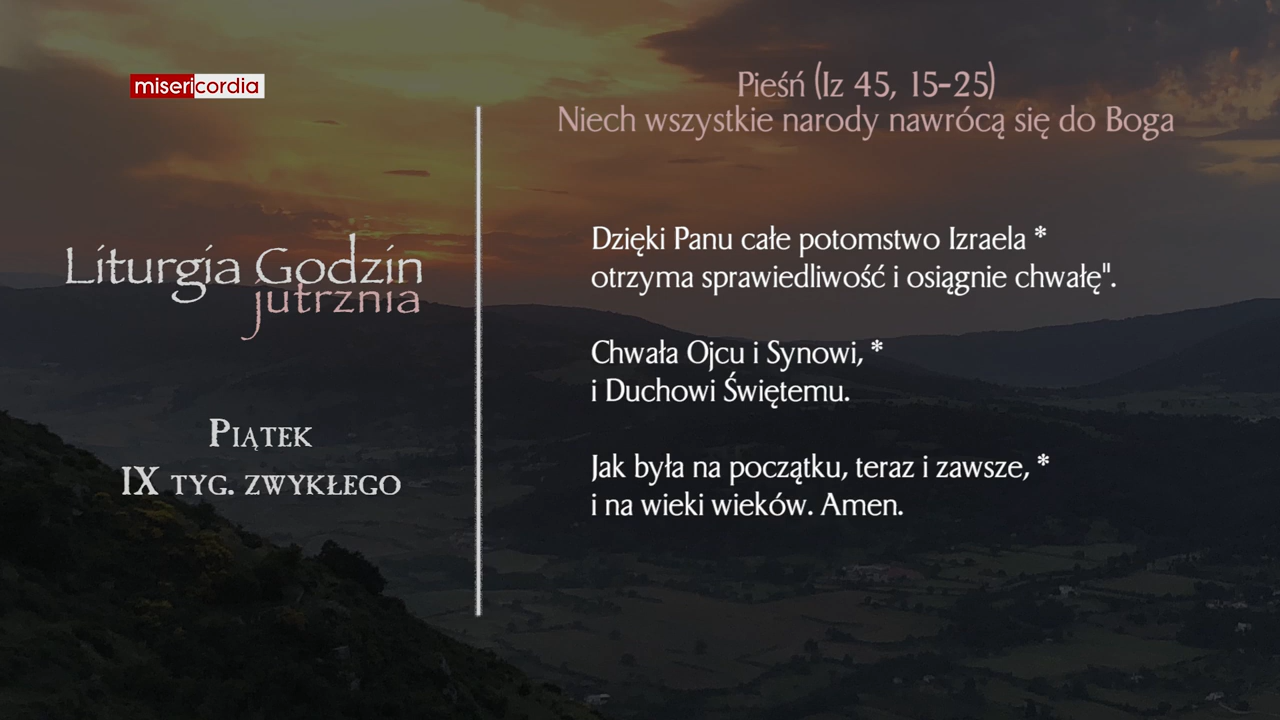 misericordia
Liturgia Godzin
jutrznia
Piątek
IX tyg. zwykłego
Pieśń (Iz 45, 15-25)
Niech wszystkie narody nawrócą się do Boga
Dzięki Panu całe potomstwo Izraela *
otrzyma sprawiedliwość i osiągnie chwałę".
Chwała Ojcu i Synowi, *
i Duchowi Świętemu.
Jak była na początku, teraz i zawsze, *
i na wieki wieków. Amen.